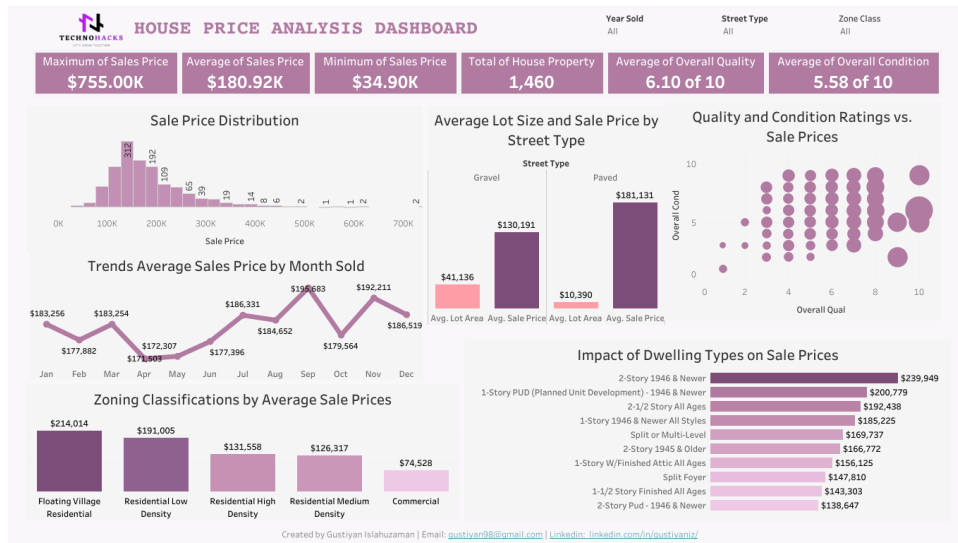 TECHNOHACKS
HOUSE PRICE ANALYSIS DASHBOARD
Year Sold
All
Street Type
All
Zone Class
All
Maximum of Sales Price
$755.00K
Average of Sales Price
$180.92K
Minimum of Sales Price
$34.90K
Total of House Property
1,460
Average of Overall Quality
6.10 of 10
Average of Overall Condition
5.58 of 10
Sale Price Distribution
312
192
109
65
39
19
14
8
6
2
1
1
2
2
0K
100K
200K
300K
400K
500K
600K
700K
Sale Price
Average Lot Size and Sale Price by
Street Type
Street Type
Gravel
Paved
$41,136
$130,191
$10,390
$181,131
Avg. Lot Area
Avg. Sale Price
Avg. Lot Area
Avg. Sale Price
Quality and Condition Ratings vs.
Sale Prices
Overall Cond
10
5
0
0
2
4
6
8
10
Overall Qual
Trends Average Sales Price by Month Sold
$183,256
$177,882
$183,254
$171,503
$172,307
$177,396
$186,331
$184,652
$195,683
$179,564
$192,211
$186,519
Jan
Feb
Mar
Apr
May
Jun
Jul
Aug
Sep
Oct
Nov
Dec
Zoning Classifications by Average Sale Prices
$214,014
$191,005
$131,558
$126,317
$74,528
Floating Village
Residential
Residential Low
Density
Residential High
Density
Residential Medium
Density
Commercial
Impact of Dwelling Types on Sale Prices
2-Story 1946 & Newer $239,949
1-Story PUD (Planned Unit Development) - 1946 & Newer $200,779
2-1/2 Story All Ages $192,438
1-Story 1946 & Newer All Styles $185,225
Split or Multi-Level $169,737
2-Story 1945 & Older $166,772
1-Story W/Finished Attic All Ages $156,125
Split Foyer $147,810
1-1/2 Story Finished All Ages $143,303
2-Story Pud - 1946 & Newer $138,647
Created by Gustiyan Islahuzaman | Email: gustiyan98@gmail.com | Linkedin: linkedin.com/in/gustiyaniz/